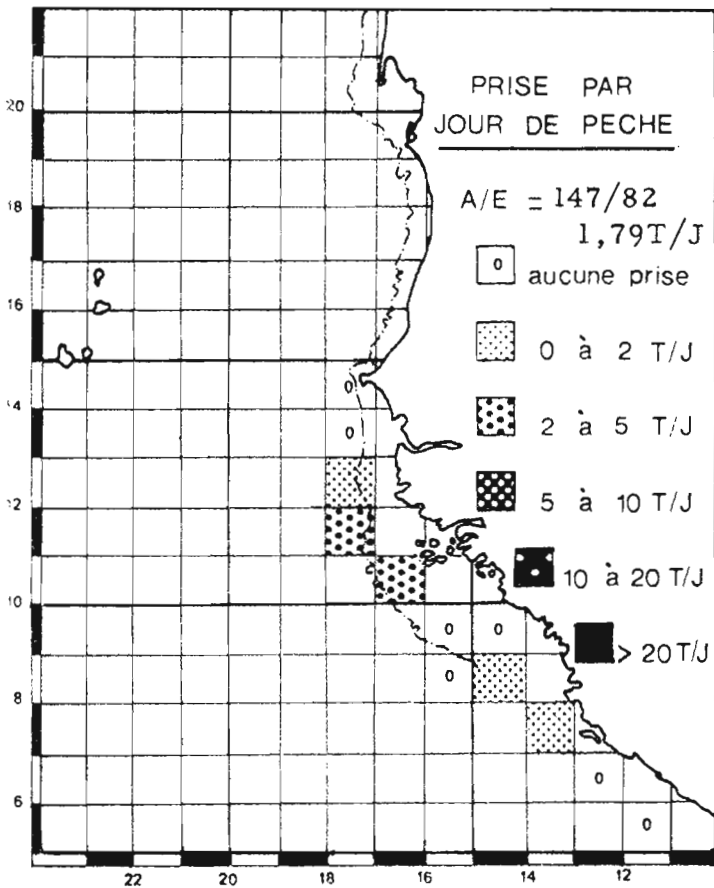 PRISE PAR
JOUR DE PECHE
A/E = 147/82
1,79T/J
0 aucune prise
0 à 2 T/J
2 à 5 T/J
5 à 10 T/J
10 à 20 T/J
> 20 T/J
20
18
16
14
12
10
8
6
0
0
0 0
0
0
0
22 20 18 16 14 12